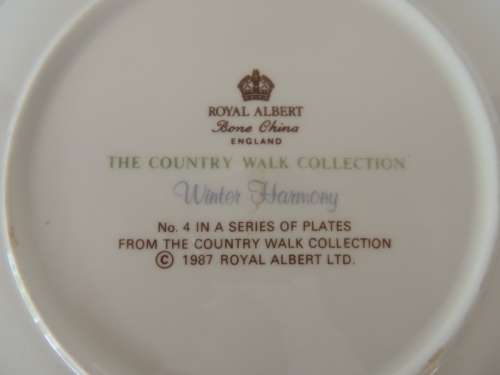 ROYAL ALBERT
Bone China
ENGLAND
THE COUNTRY WALK COLLECTION
Winter Harmony
No. 4 IN A SERIES OF PLATES
FROM THE COUNTRY WALK COLLECTION
© 1987 ROYAL ALBERT LTD.